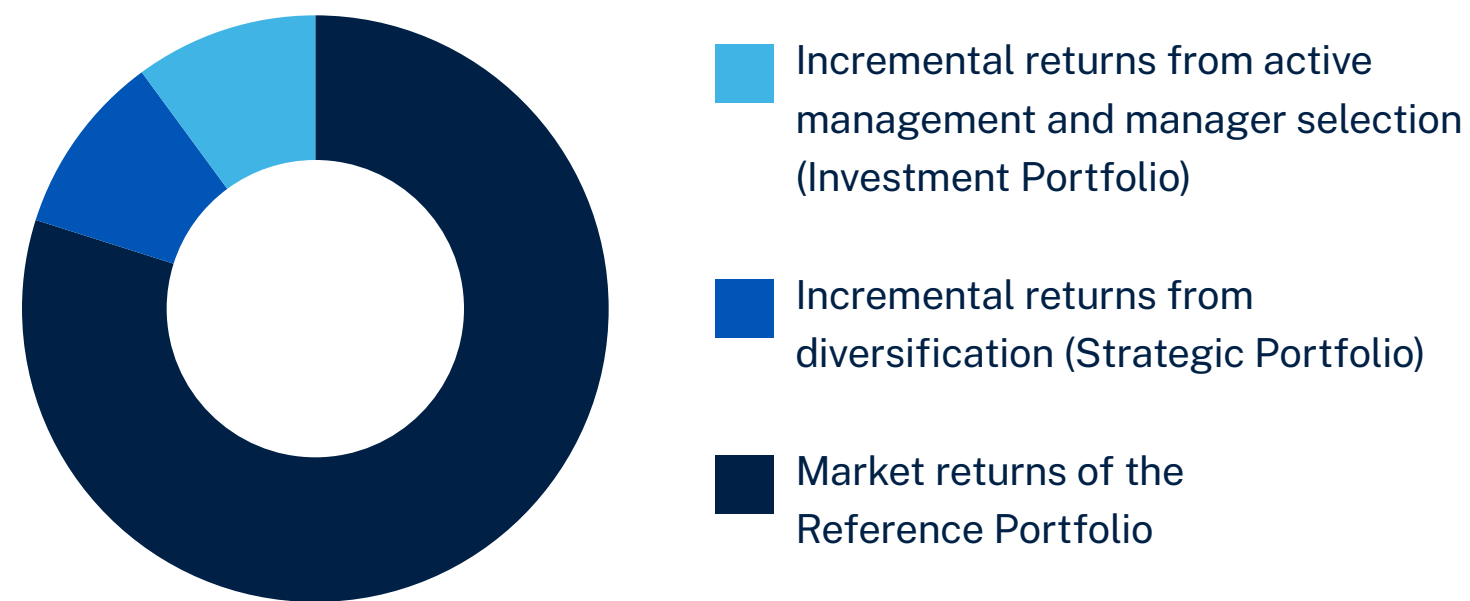 Incremental returns from active
management and manager selection
(Investment Portfolio)
Incremental returns from
diversification (Strategic Portfolio)
Market returns of the
Reference Portfolio